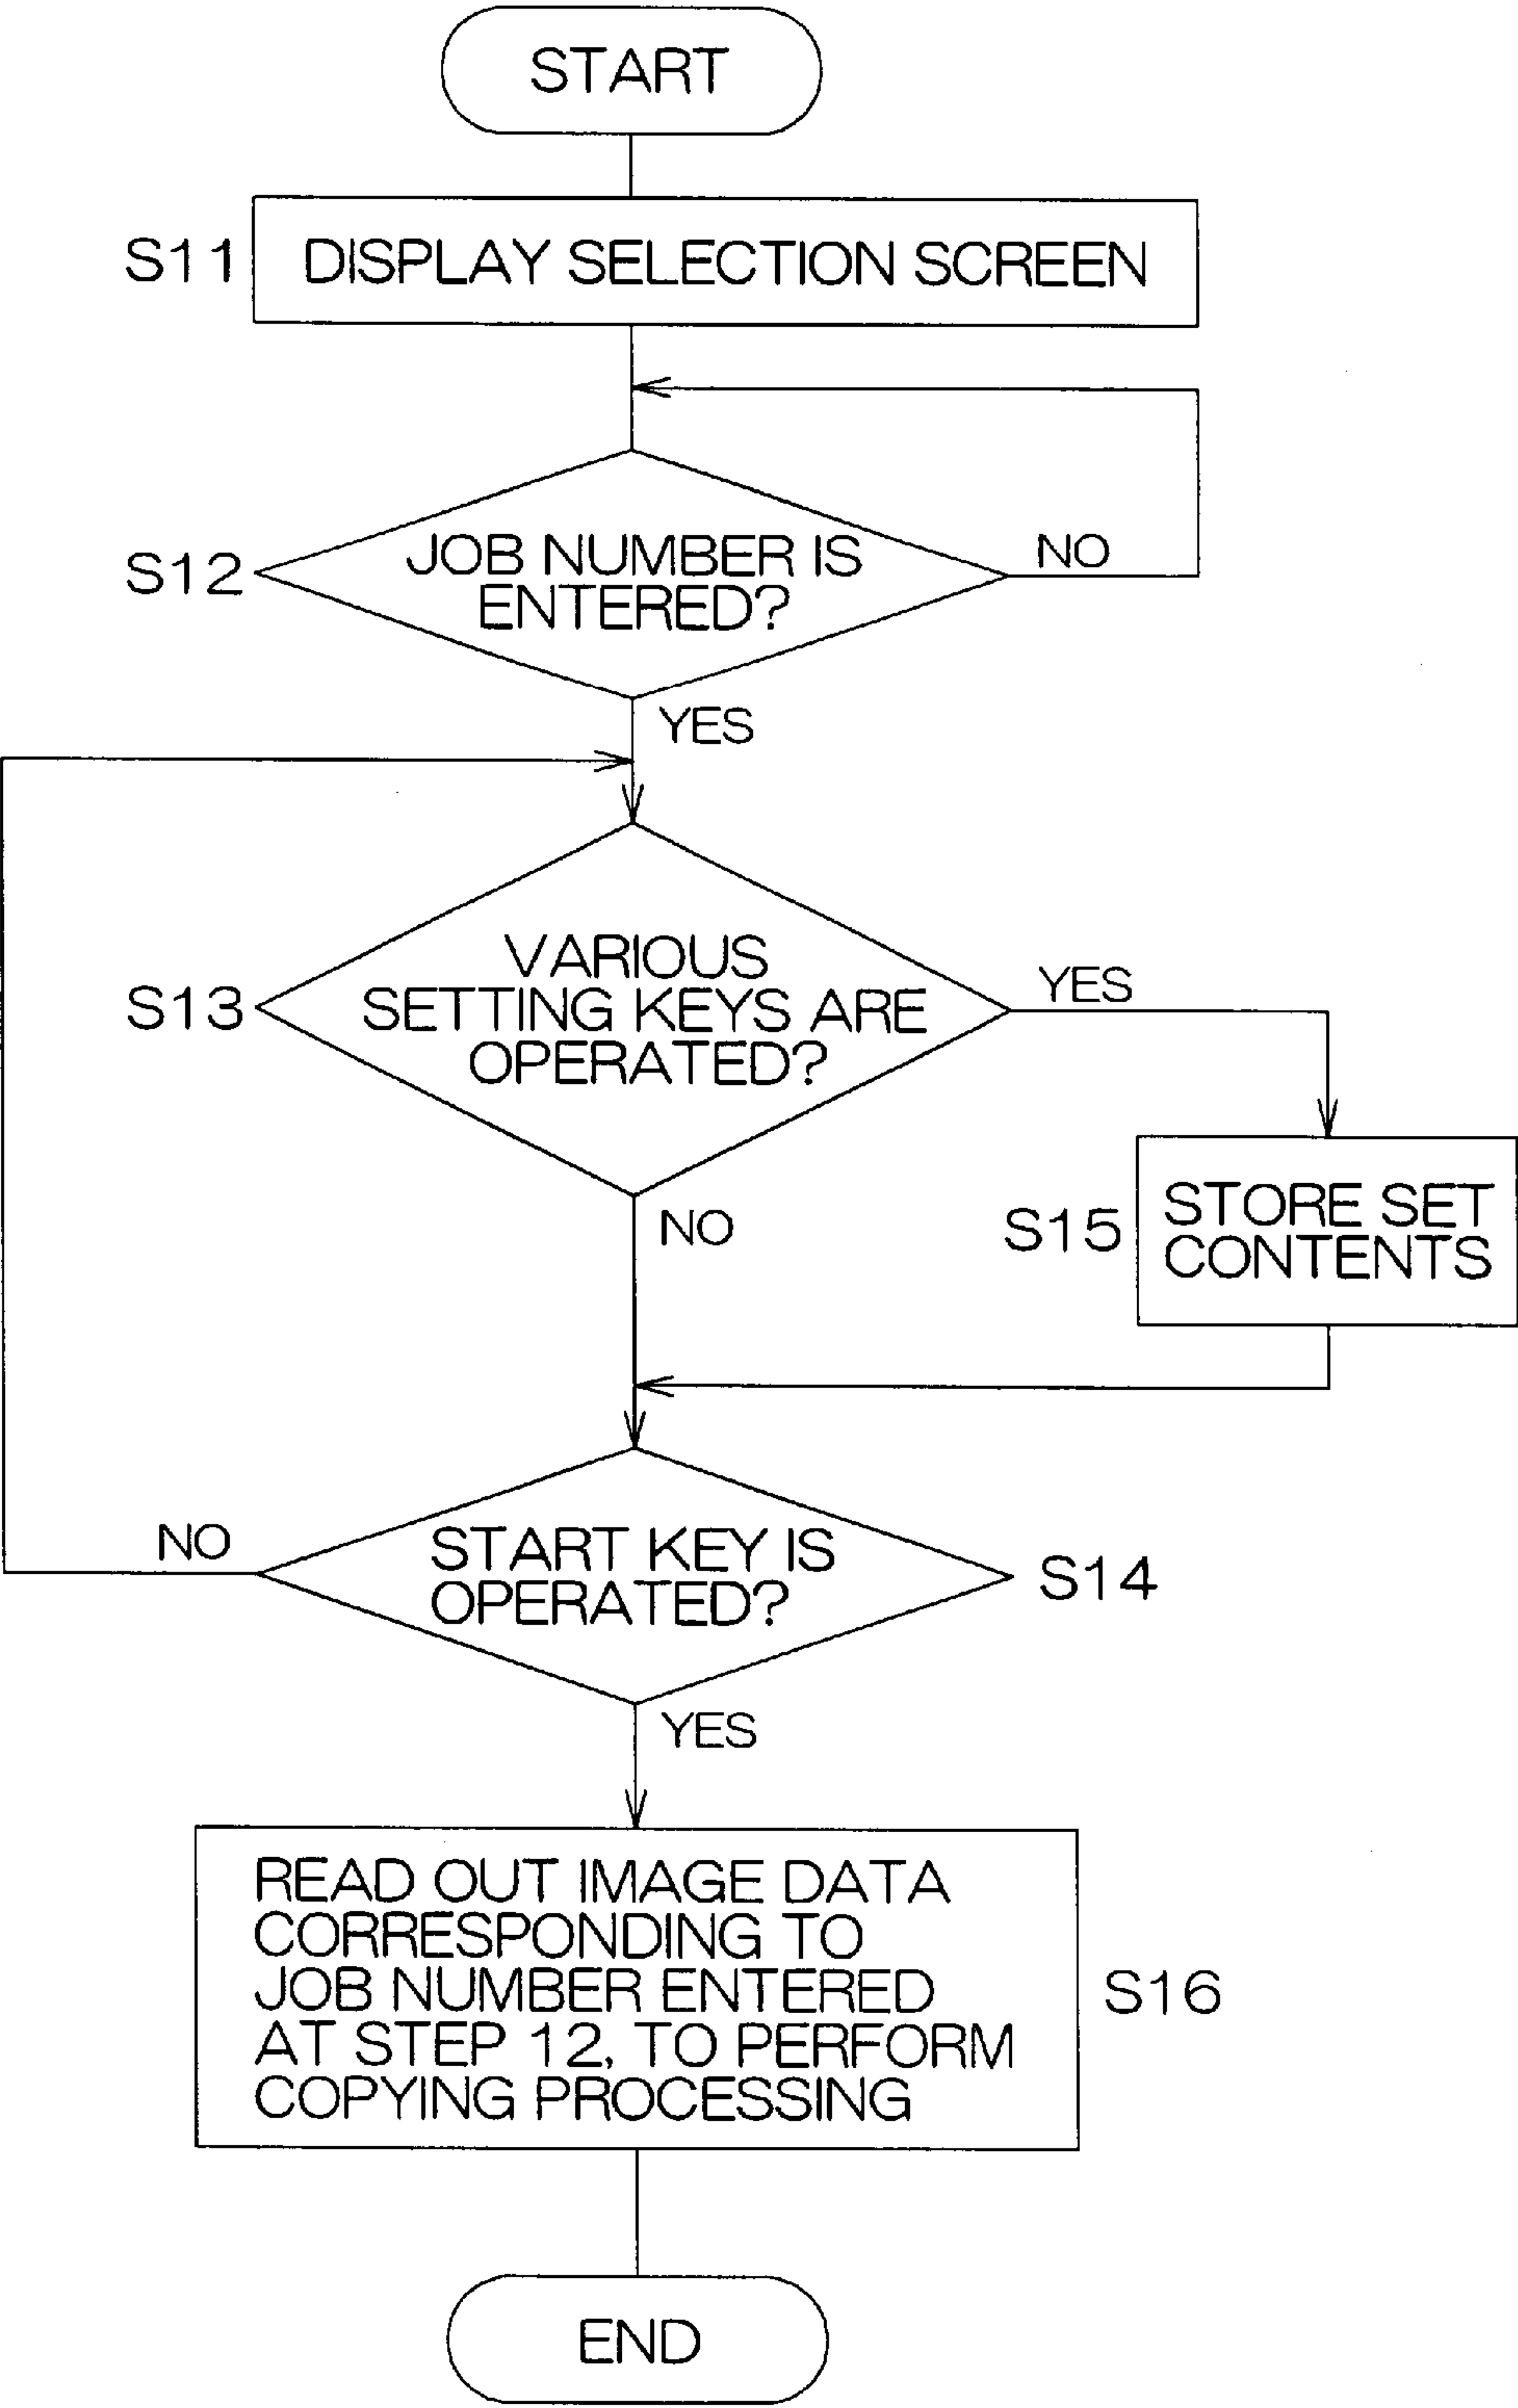 START
S11
DISPLAY SELECTION SCREEN
S12
JOB NUMBER IS
ENTERED?
NO
YES
S13
VARIOUS
SETTING KEYS ARE
OPERATED?
YES
NO
S15
STORE SET
CONTENTS
NO
START KEY IS
OPERATED?
S14
YES
READ OUT IMAGE DATA
CORRESPONDING TO
JOB NUMBER ENTERED
AT STEP 12, TO PERFORM
COPYING PROCESSING
S16
END